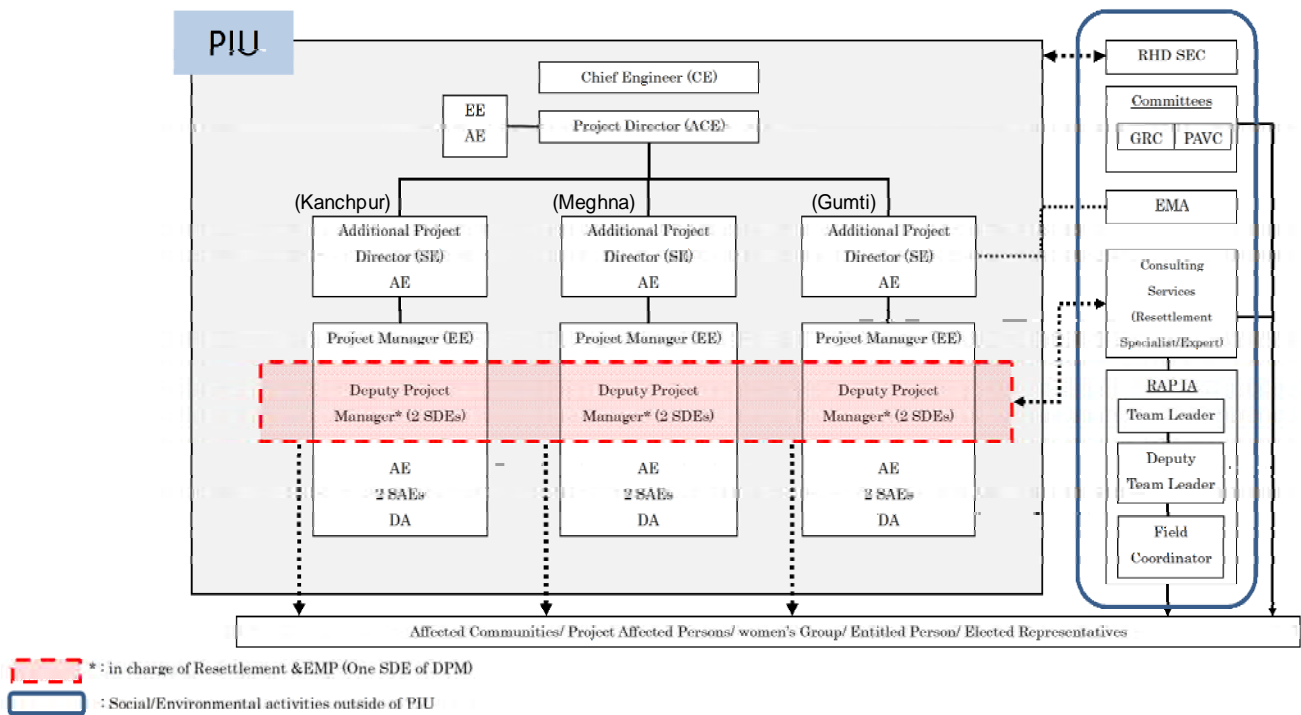 PIU
Chief Engineer (CE)
EE
AE
Project Director (ACE)
(Kanchpur)
Additional Project
Director (SE)
AE
Project Manager (EE)
Deputy Project
Manager* (2 SDEs)
AE
2 SAEs
DA
(Meghna)
Additional Project
Director (SE)
AE
Project Manager (EE)
Deputy Project
Manager* (2 SDEs)
AE
2 SAEs
DA
(Gumti)
Additional Project
Director (SE)
AE
Project Manager (EE)
Deputy Project
Manager* (2 SDEs)
AE
2 SAEs
DA
RHD SEC
Committees
GRC PAVC
EMA
Consulting
Services
(Resettlement
Specialist/Expert)
RAP IA
Team Leader
Deputy
Team Leader
Field
Coordinator
Affected Communities/ Project Affected Persons/ women's Group/ Entitled Person/ Elected Representatives
* : in charge of Resettlement &EMP (One SDE of DPM)
: Social/Environmental activities outside of PIU